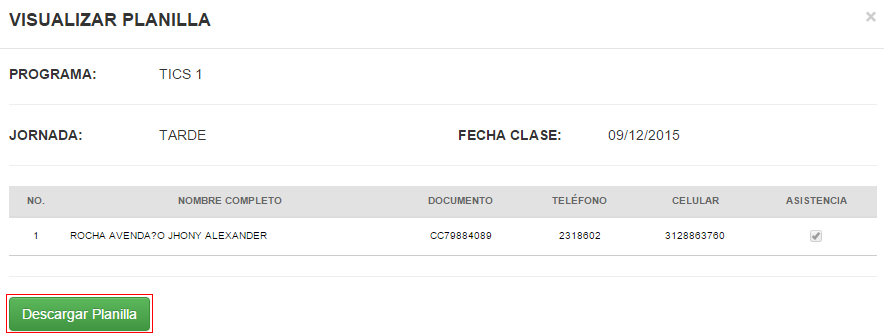 VISUALIZAR PLANILLA ×
PROGRAMA: TICS 1
JORNADA: TARDE FECHA CLASE: 09/12/2015
NO. NOMBRE COMPLETO DOCUMENTO TELÉFONO CELULAR ASISTENCIA
1 ROCHA AVENDA?O JHONY ALEXANDER CC79884089 2318602 3128863760
Descargar Planilla